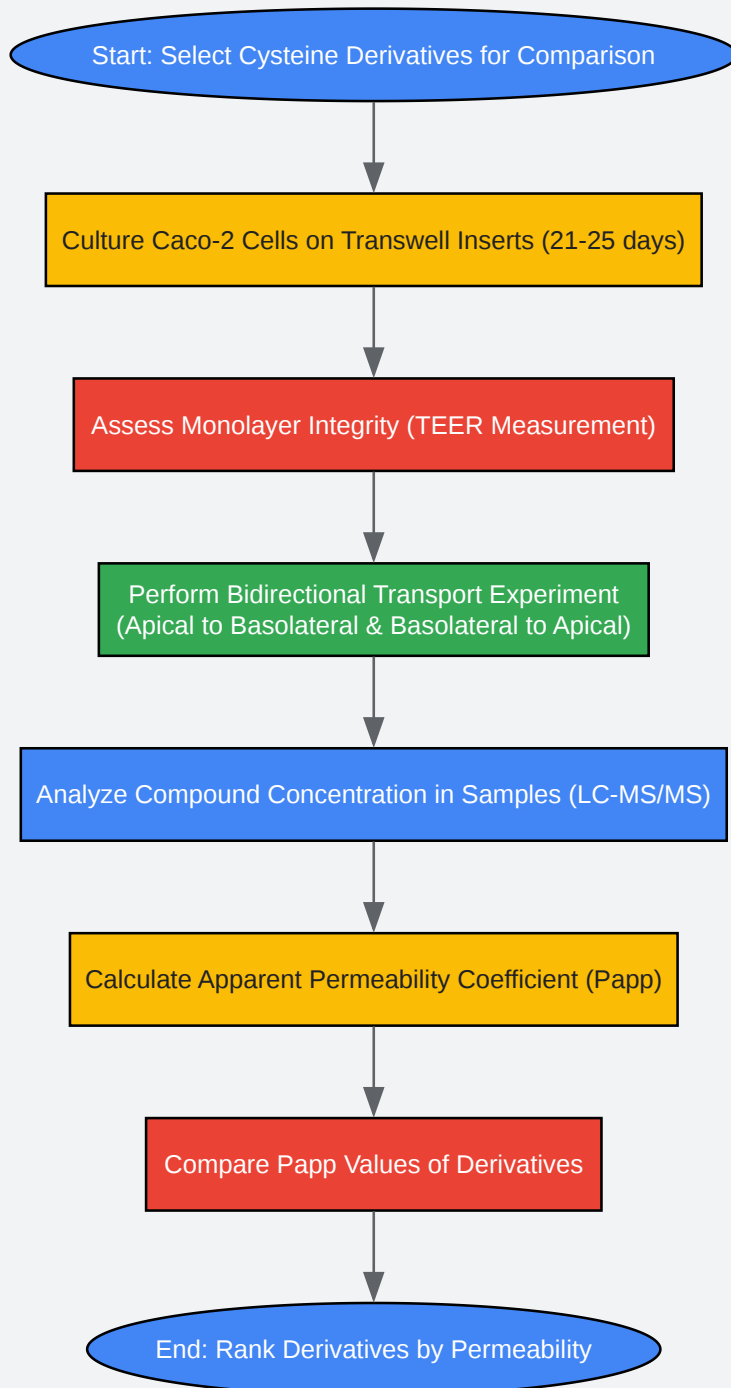 Start: Select Cysteine Derivatives for Comparison
Culture Caco-2 Cells on Transwell Inserts (21-25 days)
Assess Monolayer Integrity (TEER Measurement)
Perform Bidirectional Transport Experiment
(Apical to Basolateral & Basolateral to Apical)
Analyze Compound Concentration in Samples (LC-MS/MS)
Calculate Apparent Permeability Coefficient (Papp)
Compare Papp Values of Derivatives
End: Rank Derivatives by Permeability